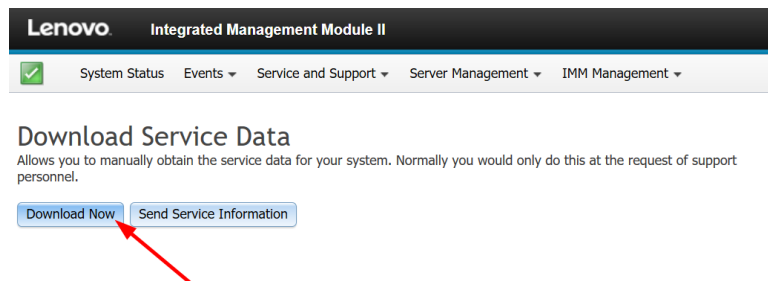 Lenovo. Integrated Management Module II
System Status Events Service and Support Server Management IMM Management
Download Service Data
Allows you to manually obtain the service data for your system. Normally you would only do this at the request of support
personnel.
Download Now Send Service Information